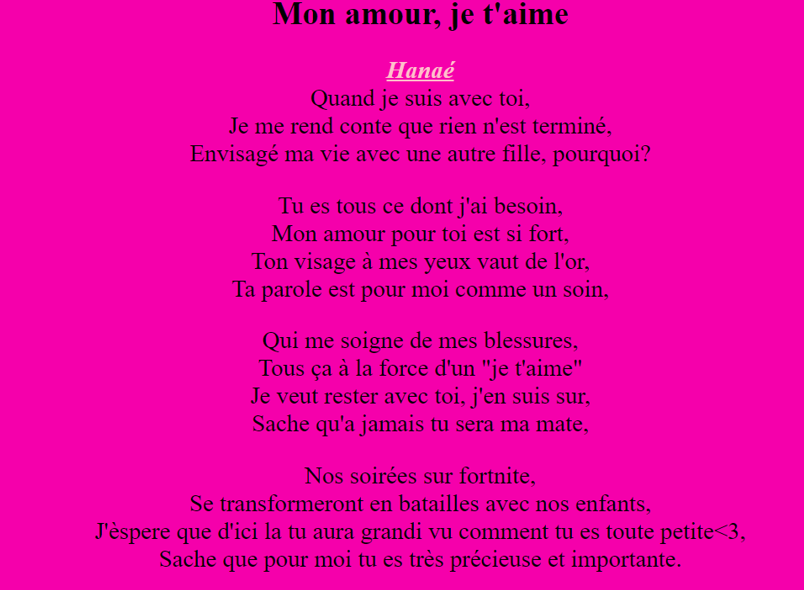 Mon amour, je t'aime
Hanaé
Quand je suis avec toi,
Je me rend conte que rien n'est terminé,
Envisagé ma vie avec une autre fille, pourquoi?
Tu es tous ce dont j'ai besoin,
Mon amour pour toi est si fort,
Ton visage à mes yeux vaut de l'or,
Ta parole est pour moi comme un soin,
Qui me soigne de mes blessures,
Tous ça à la force d'un "je t'aime"
Je veut rester avec toi, j'en suis sur,
Sache qu'a jamais tu sera ma mate,
Nos soirées sur fortnite,
Se transformeront en batailles avec nos enfants,
J'èspere que d'ici la tu aura grandi vu comment tu es toute petite<3,
Sache que pour moi tu es très précieuse et importante.